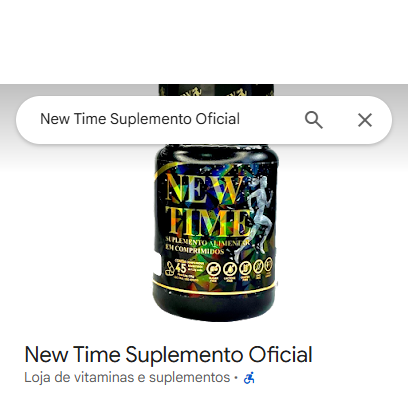 New Time Suplemento Oficial
NEW
TIME
SUPLEMENTO ALIMENTAR
EM COMPRIMIDOS
45
New Time Suplemento Oficial
Loja de vitaminas e suplementos ·